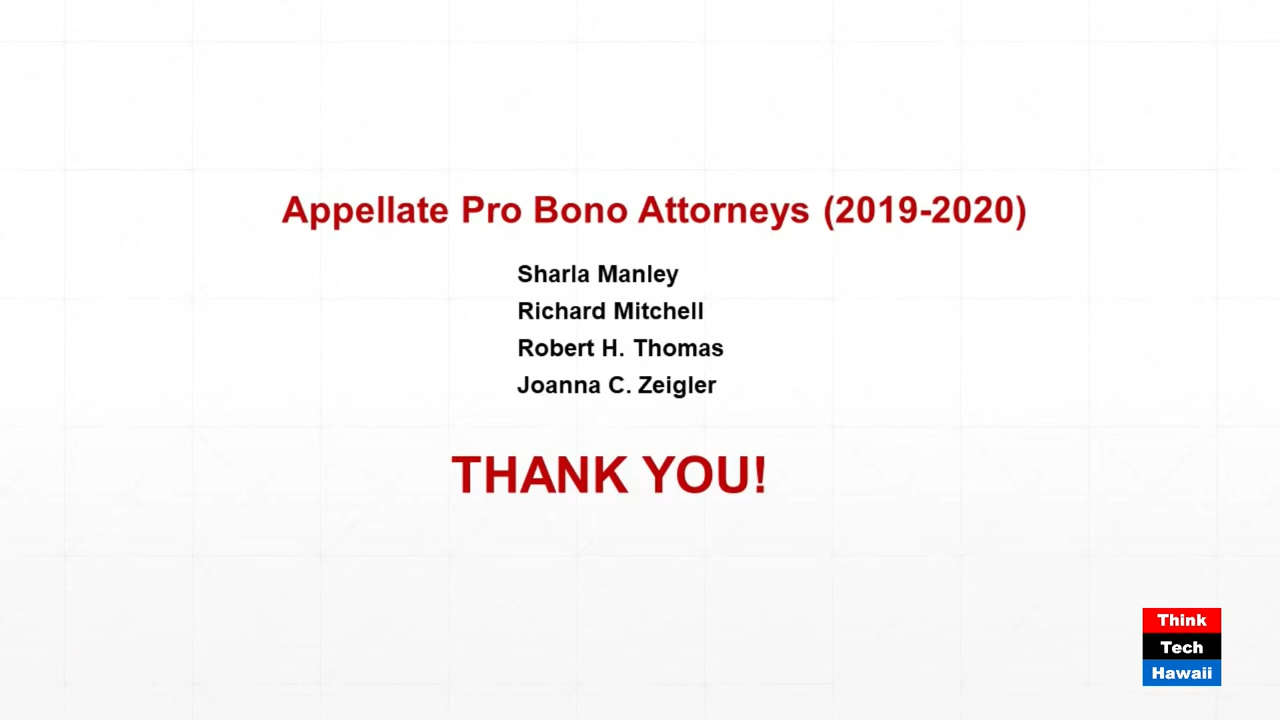 Appellate Pro Bono Attorneys (2019-2020)
Sharla Manley
Richard Mitchell
Robert H. Thomas
Joanna C. Zeigler
THANK YOU!
Think
Tech
Hawaii